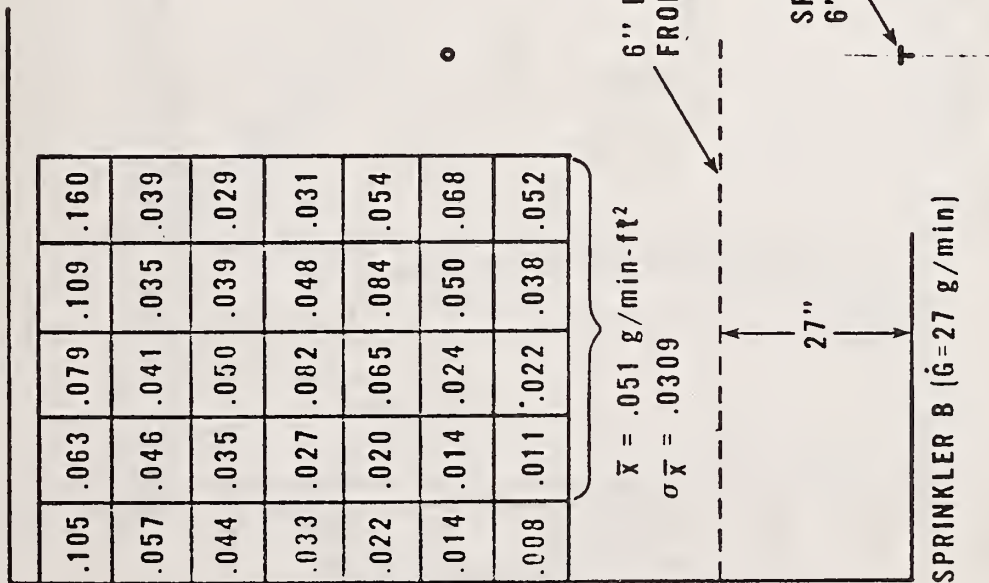 .105 .063 .079 .109 .160
.057 .046 .041 .035 .039
.044 .035 .050 .039 .029
.033 .027 .082 .048 .031
.022 .020 .065 .084 .054
.014 .014 .024 .050 .068
.008 .011 .022 .038 .052
x̄ = .051 g/min-ft²
σx̄ = .0309
6''
27''
6''
SPRINKLER B (Ġ=27 g/min)